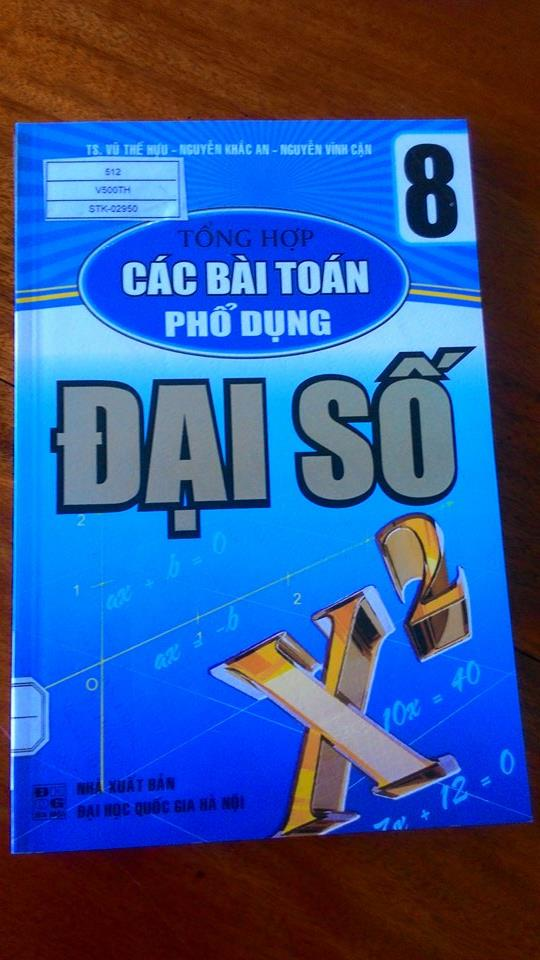 TS. VŨ THẾ HỰU - NGUYỄN KHẮC AN - NGUYỄN VĨNH CẬN
512
V500TH
STK-02950
8
TỔNG HỢP
CÁC BÀI TOÁN
PHỔ DỤNG
ĐẠI SỐ
2
ax + b = 0
1
ax = -b
1
2
O
X2
10x = 40
7x + 12 = 0
NHÀ XUẤT BẢN
ĐẠI HỌC QUỐC GIA HÀ NỘI